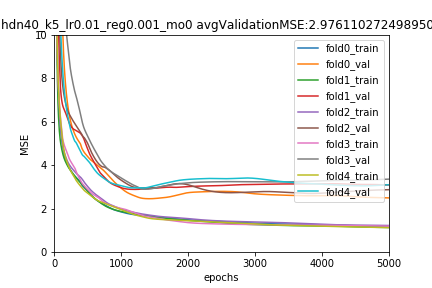 hdn40_k5_lr0.01_reg0.001_mo0 avgValidationMSE:2.976110272498950
MSE
10
8
6
4
2
0
0 1000 2000 3000 4000 5000
epochs
fold0_train
fold0_val
fold1_train
fold1_val
fold2_train
fold2_val
fold3_train
fold3_val
fold4_train
fold4_val